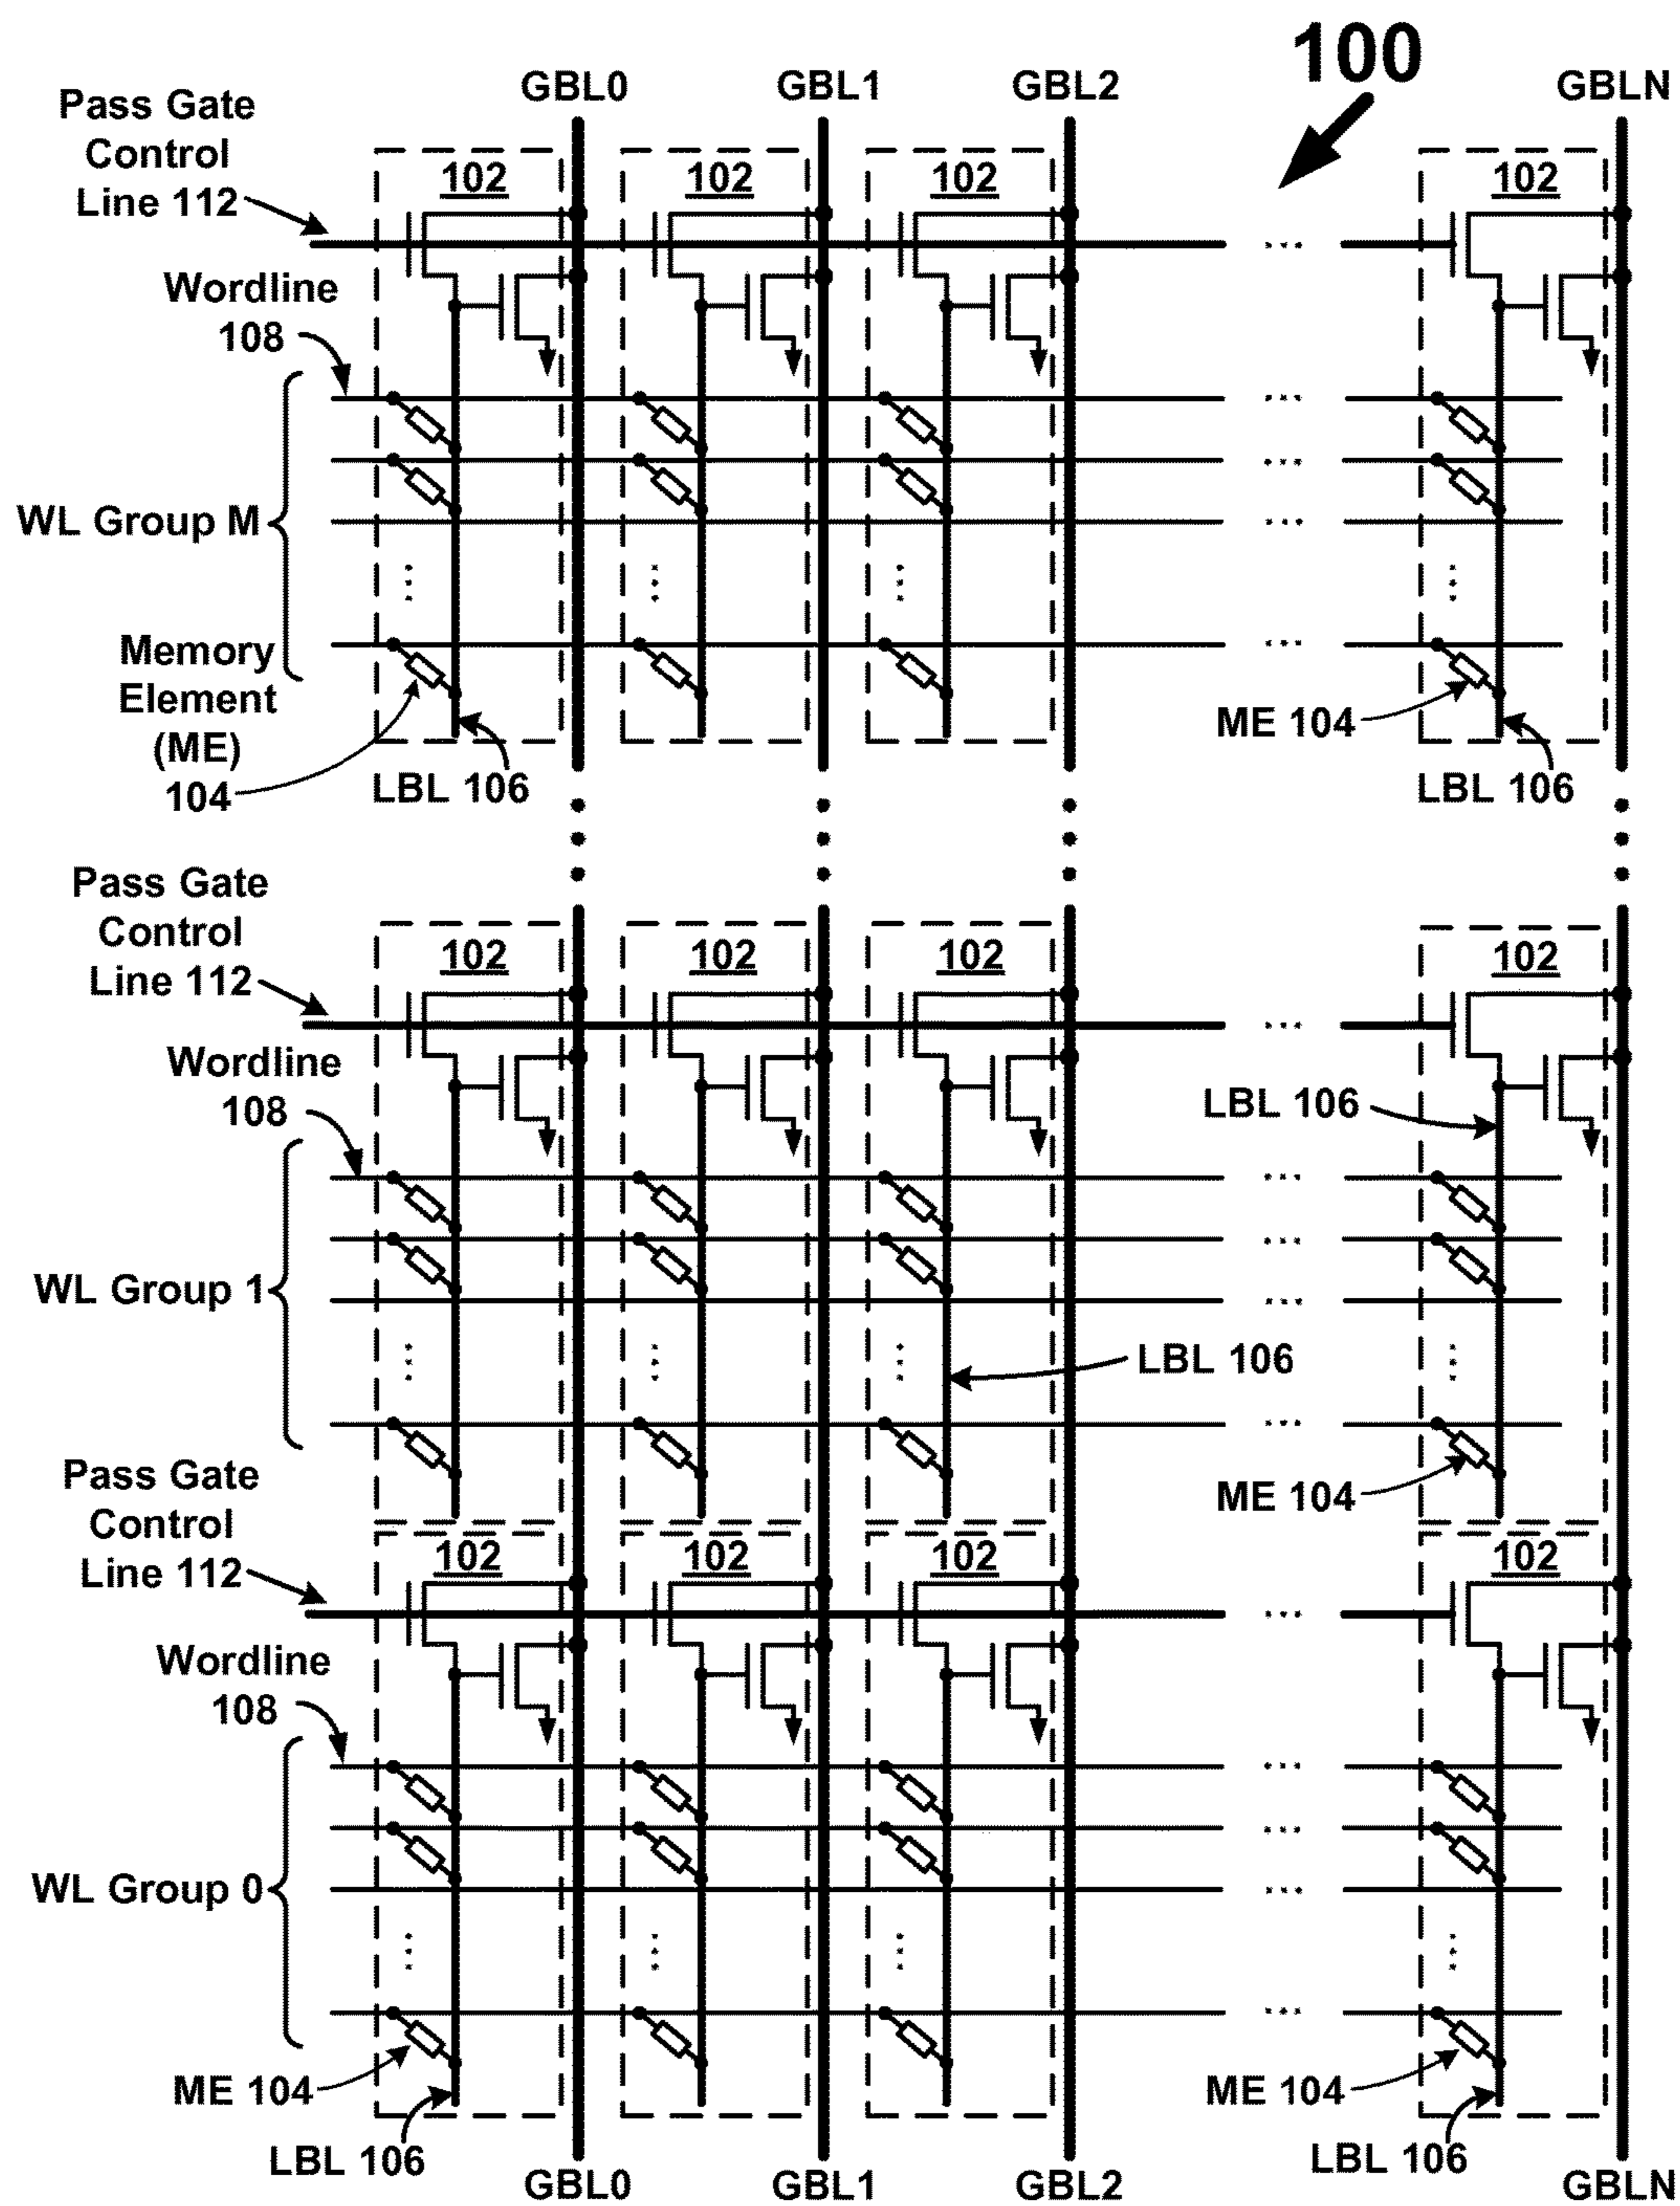 100
GBL0 GBL1 GBL2 GBLN
Pass Gate
Control
Line 112
102 102 102 102
Wordline
108
WL Group M
...
Memory
Element
(ME)
104
LBL 106
ME 104
LBL 106
Pass Gate
Control
Line 112
102 102 102 102
Wordline
108
LBL 106
WL Group 1
LBL 106
ME 104
Pass Gate
Control
Line 112
102 102 102 102
Wordline
108
WL Group 0
ME 104
LBL 106
ME 104
LBL 106
GBL0 GBL1 GBL2 GBLN